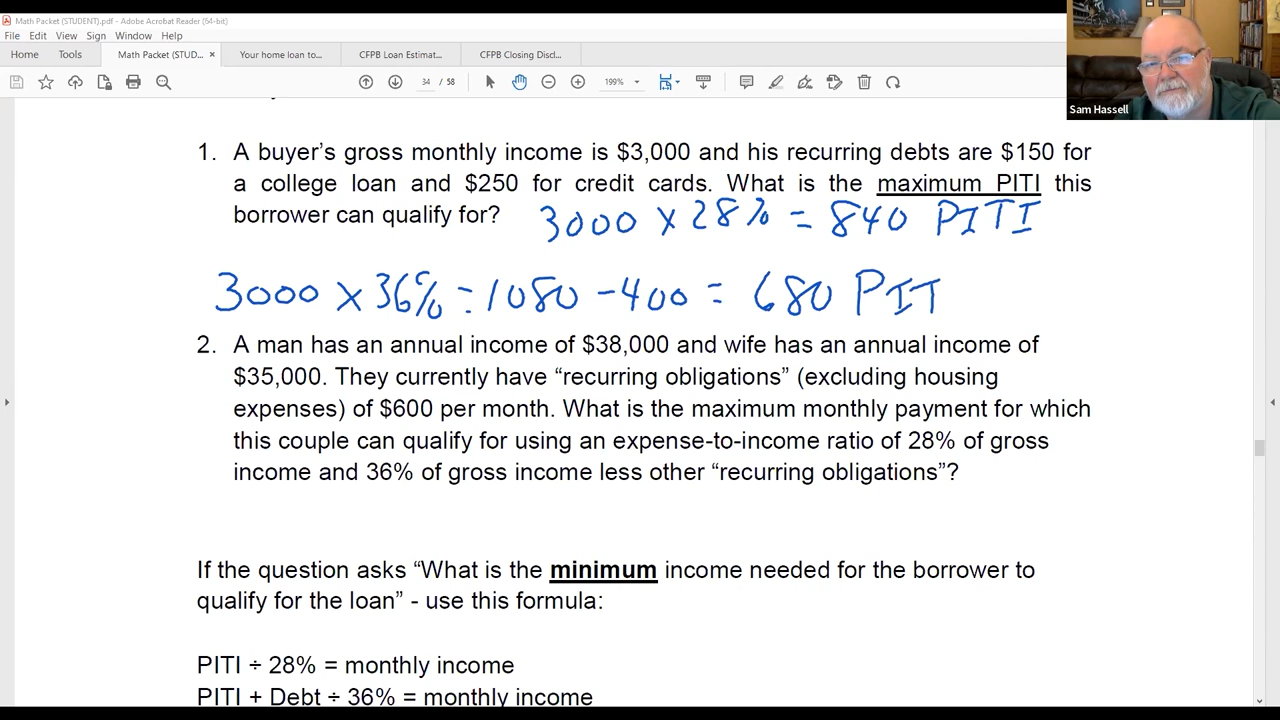 Math Packet (STUDENT).pdf - Adobe Acrobat Reader (64-bit)
File Edit View Sign Window Help
Home Tools Math Packet (STUD... × Your home loan to... CFPB Loan Estimat... CFPB Closing Discl...
34 / 58 199%
Sam Hassell
1. A buyer’s gross monthly income is $3,000 and his recurring debts are $150 for
a college loan and $250 for credit cards. What is the maximum PITI this
borrower can qualify for? 3000 x 28% = 840 PITI
3000 x 36% = 1080 - 400 = 680 PIT
2. A man has an annual income of $38,000 and wife has an annual income of
$35,000. They currently have “recurring obligations” (excluding housing
expenses) of $600 per month. What is the maximum monthly payment for which
this couple can qualify for using an expense-to-income ratio of 28% of gross
income and 36% of gross income less other “recurring obligations”?
If the question asks “What is the minimum income needed for the borrower to
qualify for the loan” - use this formula:
PITI ÷ 28% = monthly income
PITI + Debt ÷ 36% = monthly income